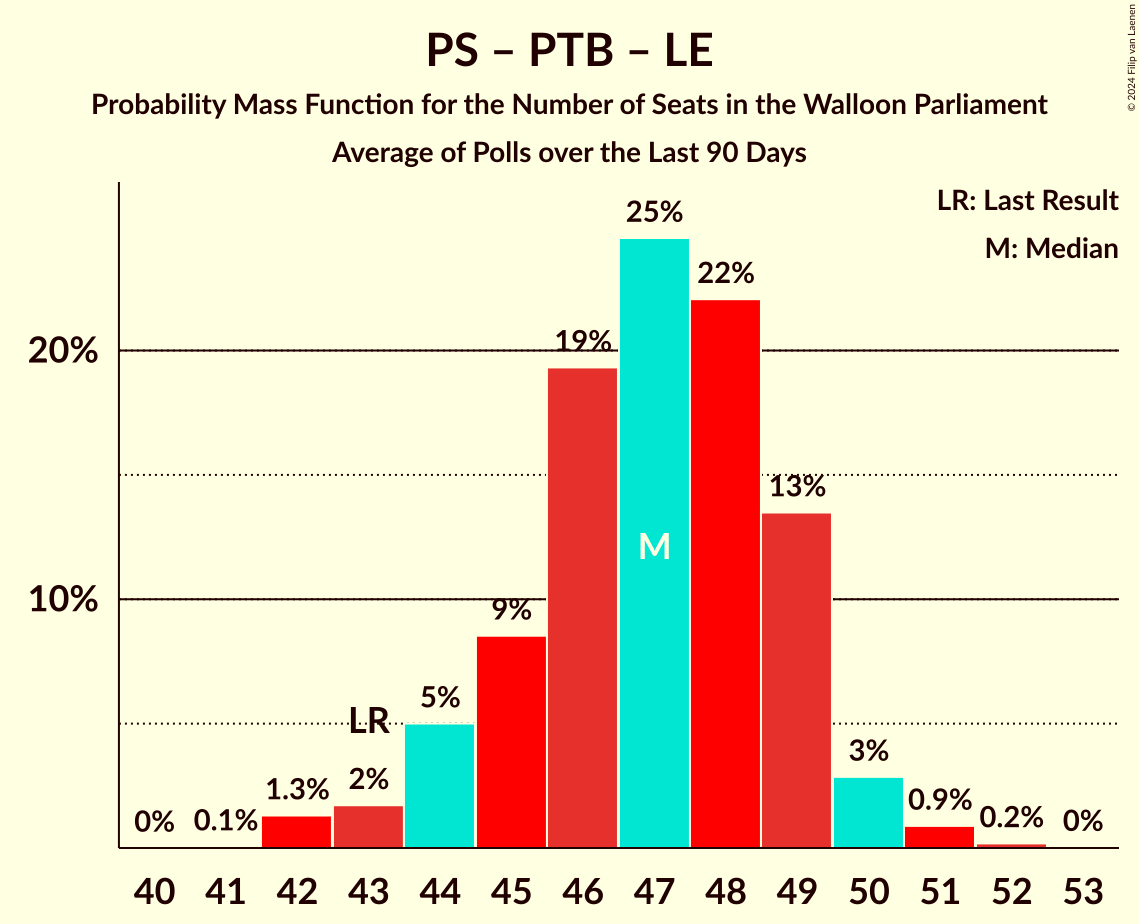 PS – PTB – LE
Probability Mass Function for the Number of Seats in the Walloon Parliament
Average of Polls over the Last 90 Days
© 2024 Filip van Laenen
LR: Last Result
M: Median
25%
22%
20%
19%
13%
M
10%
9%
5%
LR
3%
2%
1.3%
0.9%
0.2%
0%
0.1%
0%
40 41 42 43 44 45 46 47 48 49 50 51 52 53